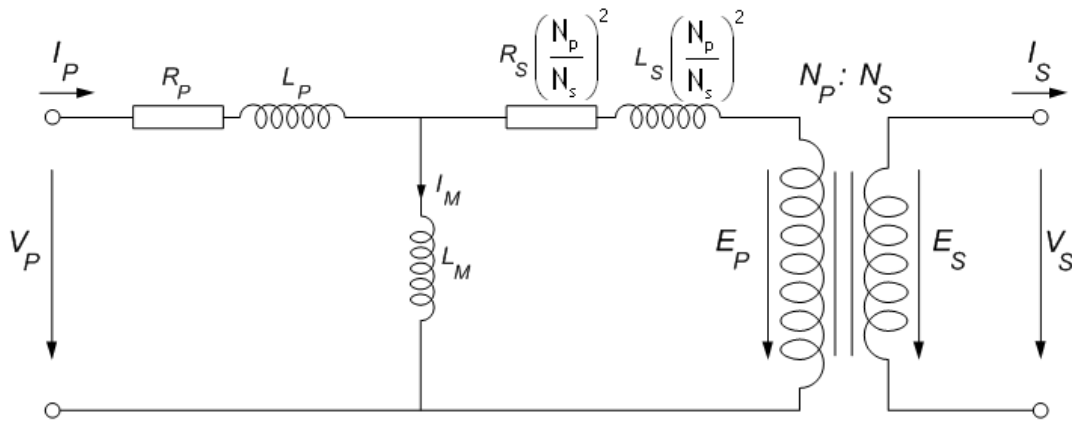 I_P
R_P
L_P
R_S (N_p/N_s)^2
L_S (N_p/N_s)^2
N_P : N_S
I_S
I_M
L_M
V_P
E_P
E_S
V_S